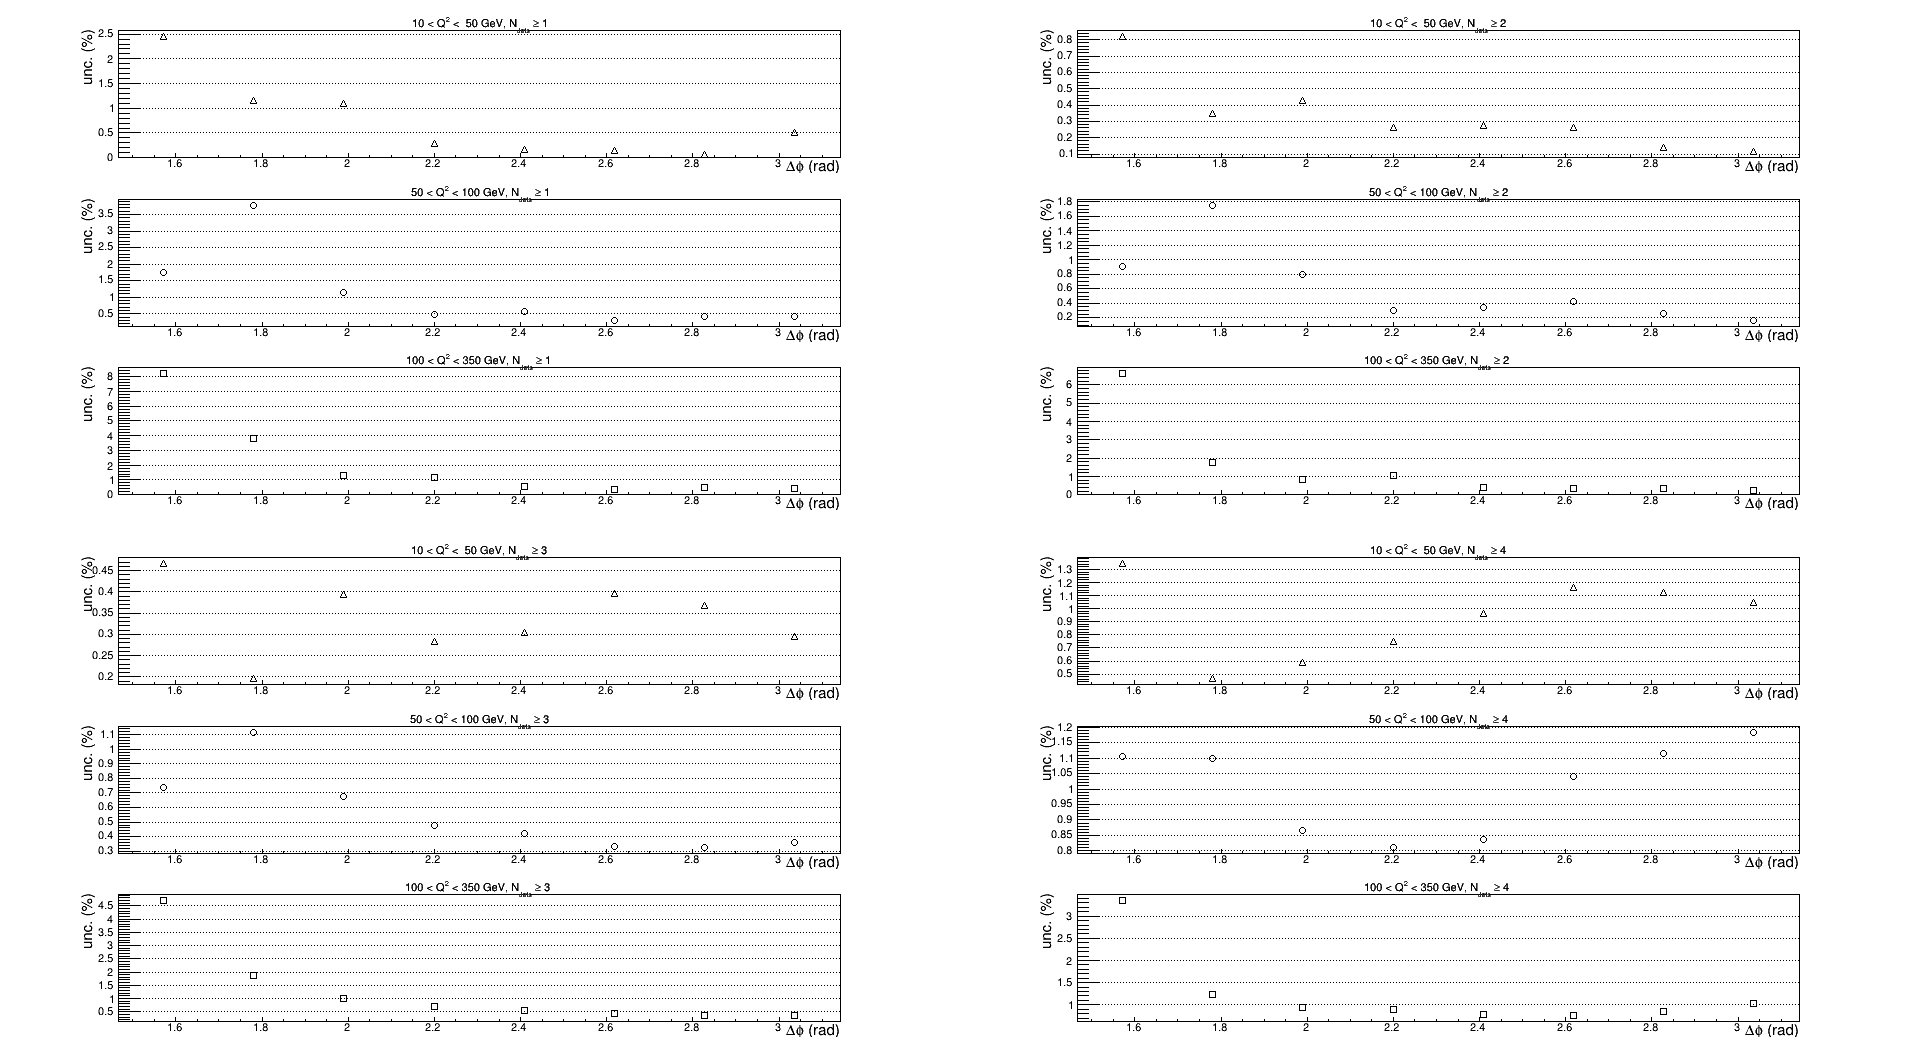 10 < Q² < 50 GeV, N_Jets ≥ 1
unc. (%)
2.5
2
1.5
1
0.5
0
1.6 1.8 2 2.2 2.4 2.6 2.8 3 Δϕ (rad)
50 < Q² < 100 GeV, N_Jets ≥ 1
unc. (%)
3.5
3
2.5
2
1.5
1
0.5
1.6 1.8 2 2.2 2.4 2.6 2.8 3 Δϕ (rad)
100 < Q² < 350 GeV, N_Jets ≥ 1
unc. (%)
8
7
6
5
4
3
2
1
0
1.6 1.8 2 2.2 2.4 2.6 2.8 3 Δϕ (rad)
10 < Q² < 50 GeV, N_Jets ≥ 2
unc. (%)
0.8
0.7
0.6
0.5
0.4
0.3
0.2
0.1
1.6 1.8 2 2.2 2.4 2.6 2.8 3 Δϕ (rad)
50 < Q² < 100 GeV, N_Jets ≥ 2
unc. (%)
1.8
1.6
1.4
1.2
1
0.8
0.6
0.4
0.2
1.6 1.8 2 2.2 2.4 2.6 2.8 3 Δϕ (rad)
100 < Q² < 350 GeV, N_Jets ≥ 2
unc. (%)
6
5
4
3
2
1
0
1.6 1.8 2 2.2 2.4 2.6 2.8 3 Δϕ (rad)
10 < Q² < 50 GeV, N_Jets ≥ 3
unc. (%)
0.45
0.4
0.35
0.3
0.25
0.2
1.6 1.8 2 2.2 2.4 2.6 2.8 3 Δϕ (rad)
50 < Q² < 100 GeV, N_Jets ≥ 3
unc. (%)
1.1
1
0.9
0.8
0.7
0.6
0.5
0.4
0.3
1.6 1.8 2 2.2 2.4 2.6 2.8 3 Δϕ (rad)
100 < Q² < 350 GeV, N_Jets ≥ 3
unc. (%)
4.5
4
3.5
3
2.5
2
1.5
1
0.5
1.6 1.8 2 2.2 2.4 2.6 2.8 3 Δϕ (rad)
10 < Q² < 50 GeV, N_Jets ≥ 4
unc. (%)
1.3
1.2
1.1
1
0.9
0.8
0.7
0.6
0.5
1.6 1.8 2 2.2 2.4 2.6 2.8 3 Δϕ (rad)
50 < Q² < 100 GeV, N_Jets ≥ 4
unc. (%)
1.2
1.15
1.1
1.05
1
0.95
0.9
0.85
0.8
1.6 1.8 2 2.2 2.4 2.6 2.8 3 Δϕ (rad)
100 < Q² < 350 GeV, N_Jets ≥ 4
unc. (%)
3
2.5
2
1.5
1
1.6 1.8 2 2.2 2.4 2.6 2.8 3 Δϕ (rad)